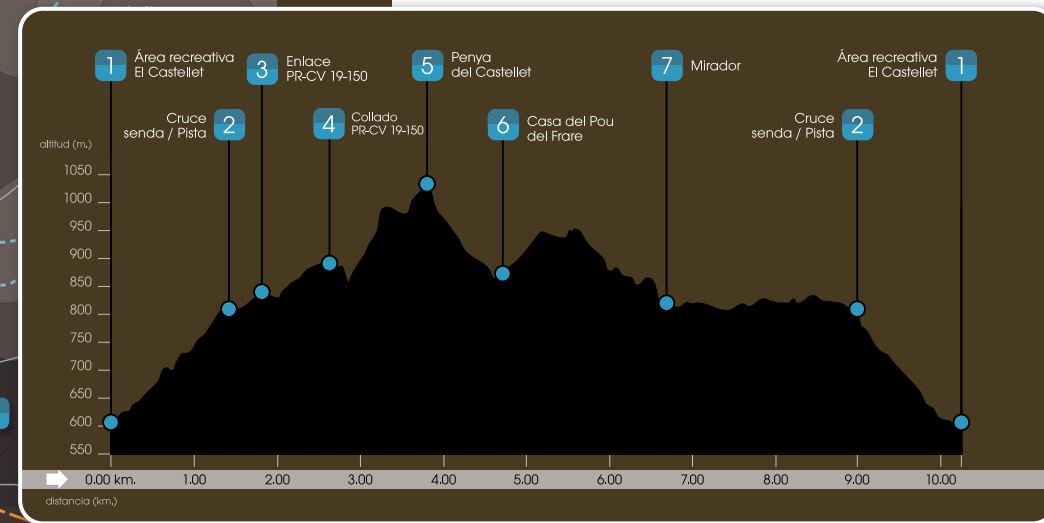 1 Área recreativa
El Castellet
3 Enlace
PR-CV 19-150
5 Penya
del Castellet
7 Mirador
Área recreativa 1
El Castellet
Cruce
senda / Pista 2
4 Collado
PR-CV 19-150
6 Casa del Pou
del Frare
Cruce
senda / Pista 2
altitud (m.)
1050
1000
950
900
850
800
750
700
650
600
550
0.00 km. 1.00 2.00 3.00 4.00 5.00 6.00 7.00 8.00 9.00 10.00
distancia (km.)